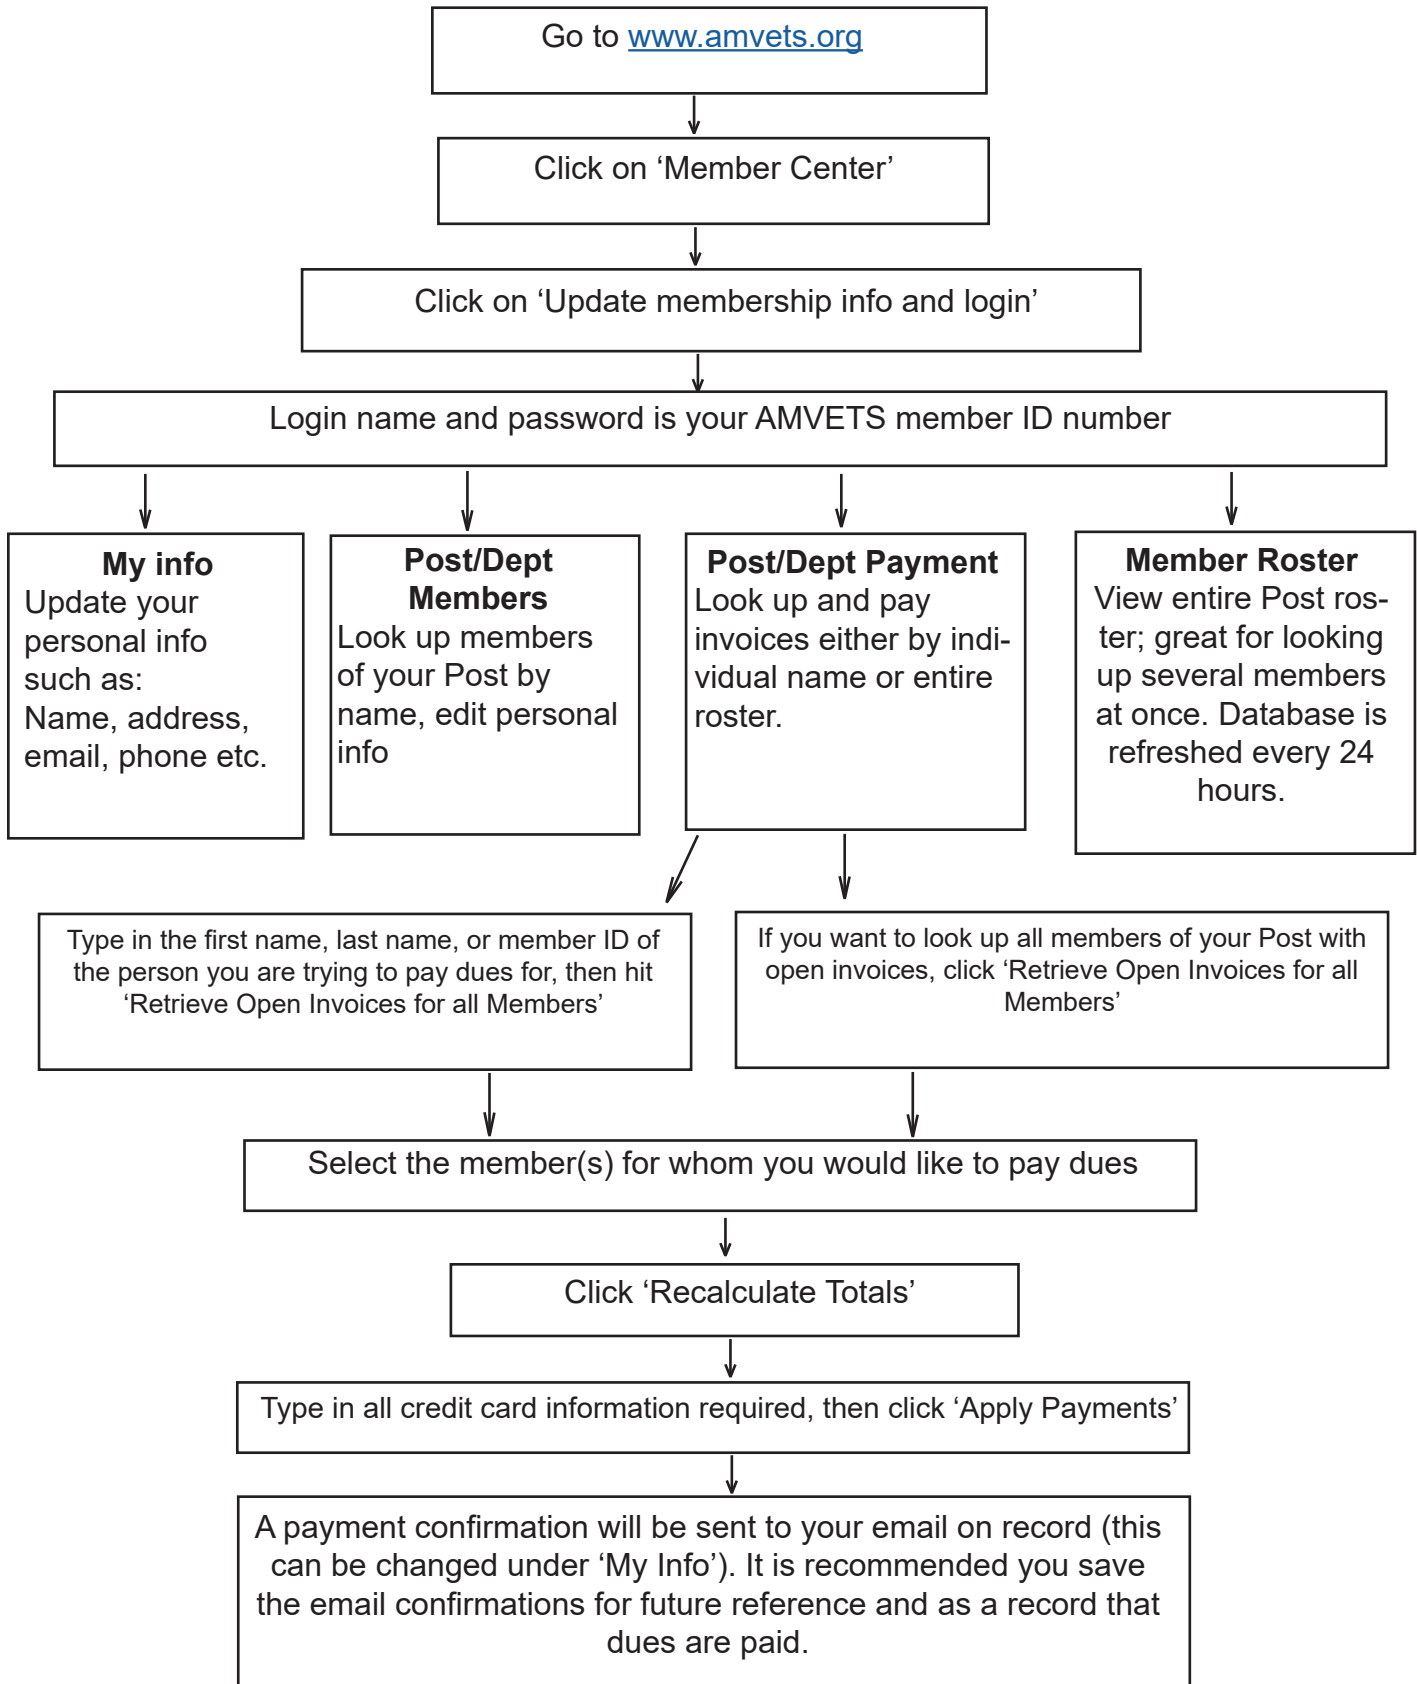 Go to www.amvets.org
Click on ‘Member Center’
Click on ‘Update membership info and login’
Login name and password is your AMVETS member ID number
My info
Update your
personal info
such as:
Name, address,
email, phone etc.
Post/Dept
Members
Look up members
of your Post by
name, edit personal
info
Post/Dept Payment
Look up and pay
invoices either by indi-
vidual name or entire
roster.
Member Roster
View entire Post ros-
ter; great for looking
up several members
at once. Database is
refreshed every 24
hours.
Type in the first name, last name, or member ID of
the person you are trying to pay dues for, then hit
‘Retrieve Open Invoices for all Members’
If you want to look up all members of your Post with
open invoices, click ‘Retrieve Open Invoices for all
Members’
Select the member(s) for whom you would like to pay dues
Click ‘Recalculate Totals’
Type in all credit card information required, then click ‘Apply Payments’
A payment confirmation will be sent to your email on record (this
can be changed under ‘My Info’). It is recommended you save
the email confirmations for future reference and as a record that
dues are paid.